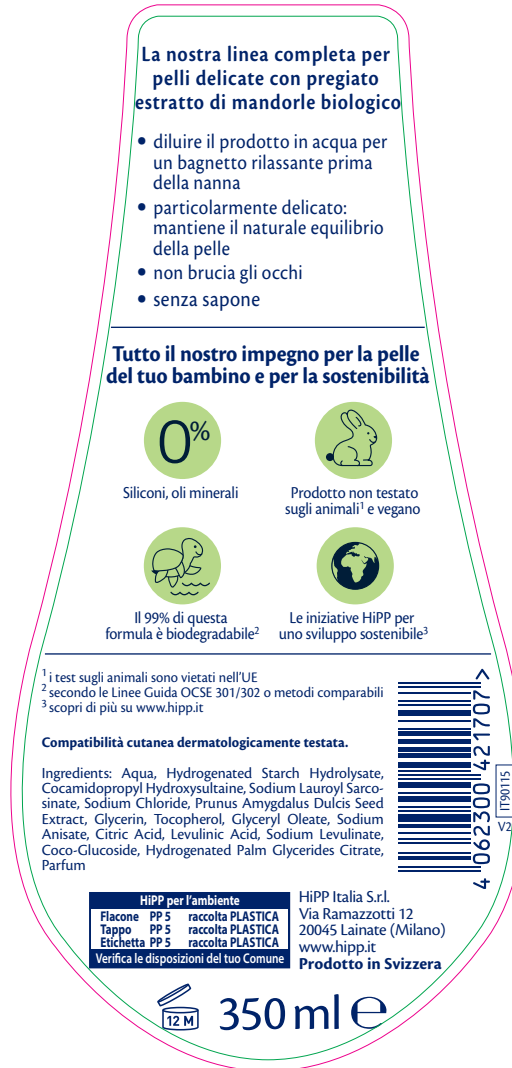 La nostra linea completa per
pelli delicate con pregiato
estratto di mandorle biologico
• diluire il prodotto in acqua per
un bagnetto rilassante prima
della nanna
• particolarmente delicato:
mantiene il naturale equilibrio
della pelle
• non brucia gli occhi
• senza sapone
Tutto il nostro impegno per la pelle
del tuo bambino e per la sostenibilità
0%
Siliconi, oli minerali
Prodotto non testato
sugli animali¹ e vegano
Il 99% di questa
formula è biodegradabile²
Le iniziative HiPP per
uno sviluppo sostenibile³
¹ i test sugli animali sono vietati nell'UE
² secondo le Linee Guida OCSE 301/302 o metodi comparabili
³ scopri di più su www.hipp.it
Compatibilità cutanea dermatologicamente testata.
Ingredients: Aqua, Hydrogenated Starch Hydrolysate,
Cocamidopropyl Hydroxysultaine, Sodium Lauroyl Sarco-
sinate, Sodium Chloride, Prunus Amygdalus Dulcis Seed
Extract, Glycerin, Tocopherol, Glyceryl Oleate, Sodium
Anisate, Citric Acid, Levulinic Acid, Sodium Levulinate,
Coco-Glucoside, Hydrogenated Palm Glycerides Citrate,
Parfum
4 062300 421707 >
IT90115
V2
HiPP per l'ambiente
Flacone PP 5 raccolta PLASTICA
Tappo PP 5 raccolta PLASTICA
Etichetta PP 5 raccolta PLASTICA
Verifica le disposizioni del tuo Comune
HiPP Italia S.r.l.
Via Ramazzotti 12
20045 Lainate (Milano)
www.hipp.it
Prodotto in Svizzera
12 M
350 ml ℮